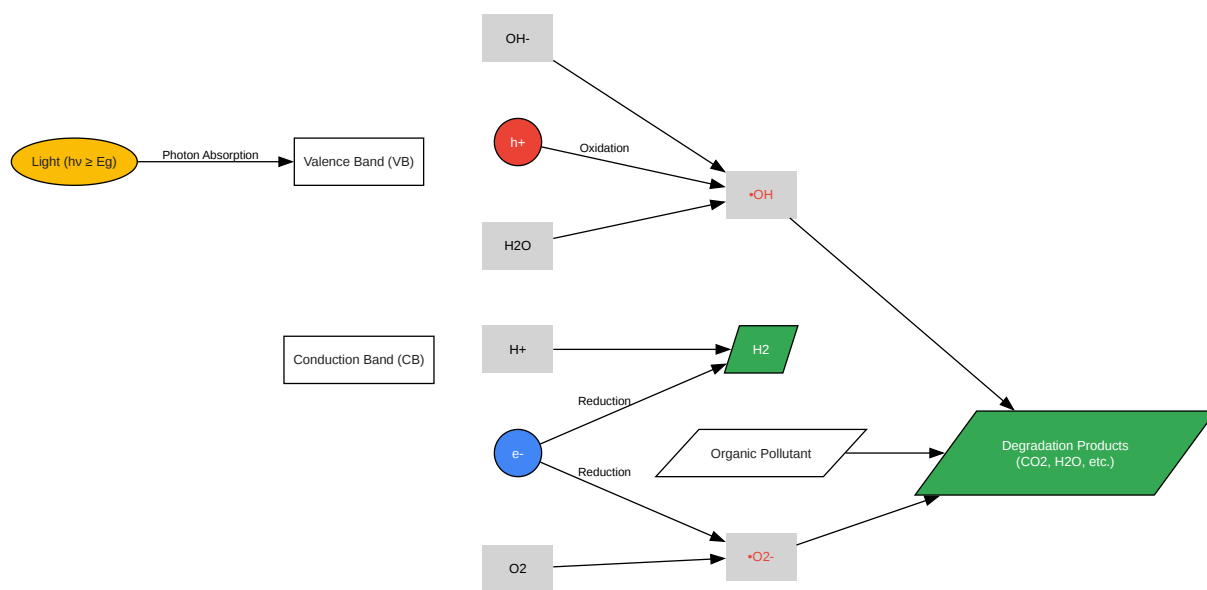 OH-
h+
Oxidation
Light (hν ≥ Eg)
Photon Absorption
Valence Band (VB)
•OH
H2O
H+
H2
Conduction Band (CB)
Reduction
e-
Organic Pollutant
Degradation Products
(CO2, H2O, etc.)
Reduction
•O2-
O2